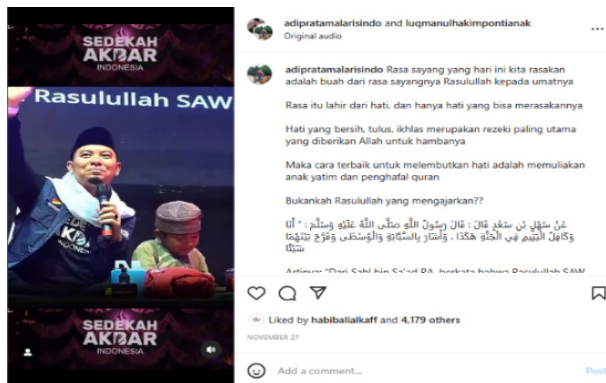 SEDEKAH
AKBAR
INDONESIA
Rasulullah SAW
SEDEKAH
AKBAR
INDONESIA
adipratamalarisindo and luqmanulhakimpontianak
Original audio
adipratamalarisindo Rasa sayang yang hari ini kita rasakan
adalah buah dari rasa sayangnya Rasulullah kepada umatnya
Rasa itu lahir dari hati, dan hanya hati yang bisa merasakannya
Hati yang bersih, tulus, ikhlas merupakan rezeki paling utama
yang diberikan Allah untuk hambanya
Maka cara terbaik untuk melembutkan hati adalah memuliakan
anak yatim dan penghafal quran
Bukankah Rasulullah yang mengajarkan??
عَنْ سَهْلِ بْنِ سَعْدٍ قَالَ : قَالَ رَسُولُ اللَّهِ صَلَّى اللَّهُ عَلَيْهِ وَسَلَّمَ : " أَنَا
وَكَافِلُ الْيَتِيمِ فِي الْجَنَّةِ هَكَذَا . وَأَشَارَ بِالسَّبَّابَةِ وَالْوُسْطَى وَفَرَّجَ بَيْنَهُمَا
شَيْئًا
Artinya: "Dari Sahl bin Sa'ad RA, berkata bahwa Rasulullah SAW
Liked by habibalialkaff and 4,179 others
NOVEMBER 27
Add a comment...
Post